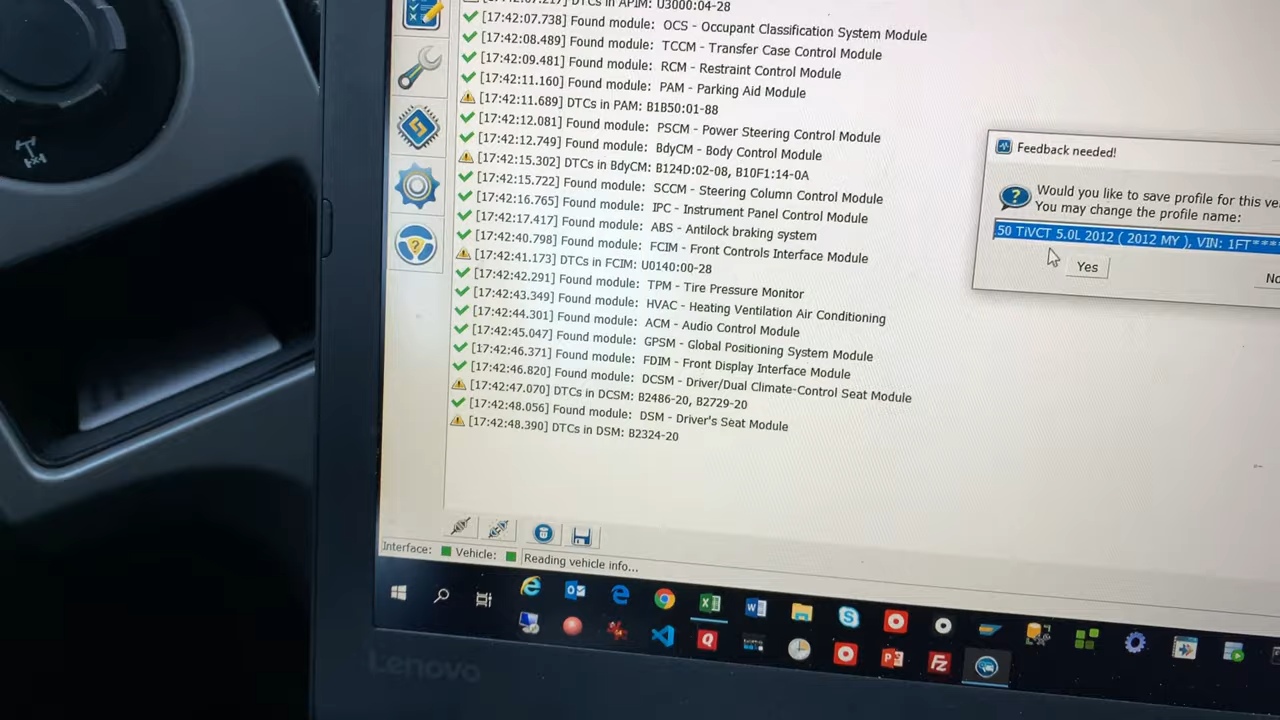 DTCs in APIM: U3000:04-28
[17:42:07.738] Found module: OCS - Occupant Classification System Module
[17:42:08.489] Found module: TCCM - Transfer Case Control Module
[17:42:09.481] Found module: RCM - Restraint Control Module
[17:42:11.160] Found module: PAM - Parking Aid Module
[17:42:11.689] DTCs in PAM: B1B50:01-88
[17:42:12.081] Found module: PSCM - Power Steering Control Module
[17:42:12.749] Found module: BdyCM - Body Control Module
[17:42:15.302] DTCs in BdyCM: B124D:02-08, B10F1:14-0A
[17:42:15.722] Found module: SCCM - Steering Column Control Module
[17:42:16.765] Found module: IPC - Instrument Panel Control Module
[17:42:17.417] Found module: ABS - Antilock braking system
[17:42:40.798] Found module: FCIM - Front Controls Interface Module
[17:42:41.173] DTCs in FCIM: U0140:00-28
[17:42:42.291] Found module: TPM - Tire Pressure Monitor
[17:42:43.349] Found module: HVAC - Heating Ventilation Air Conditioning
[17:42:44.301] Found module: ACM - Audio Control Module
[17:42:45.047] Found module: GPSM - Global Positioning System Module
[17:42:46.371] Found module: FDIM - Front Display Interface Module
[17:42:46.820] Found module: DCSM - Driver/Dual Climate-Control Seat Module
[17:42:47.070] DTCs in DCSM: B2486-20, B2729-20
[17:42:48.056] Found module: DSM - Driver's Seat Module
[17:42:48.390] DTCs in DSM: B2324-20
Feedback needed!
Would you like to save profile for this ve
You may change the profile name:
50 TiVCT 5.0L 2012 ( 2012 MY ), VIN: 1FT****
Yes
No
Interface: Vehicle: Reading vehicle info...
Lenovo